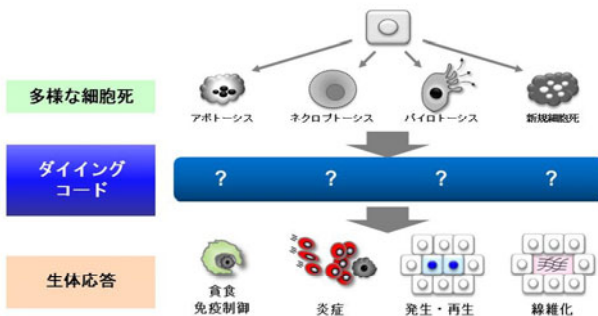 多様な細胞死
アポトーシス
ネクロプトーシス
パイロトーシス
新規細胞死
ダイイング
コード
? ? ? ?
生体応答
貪食
免疫制御
炎症
発生・再生
線維化